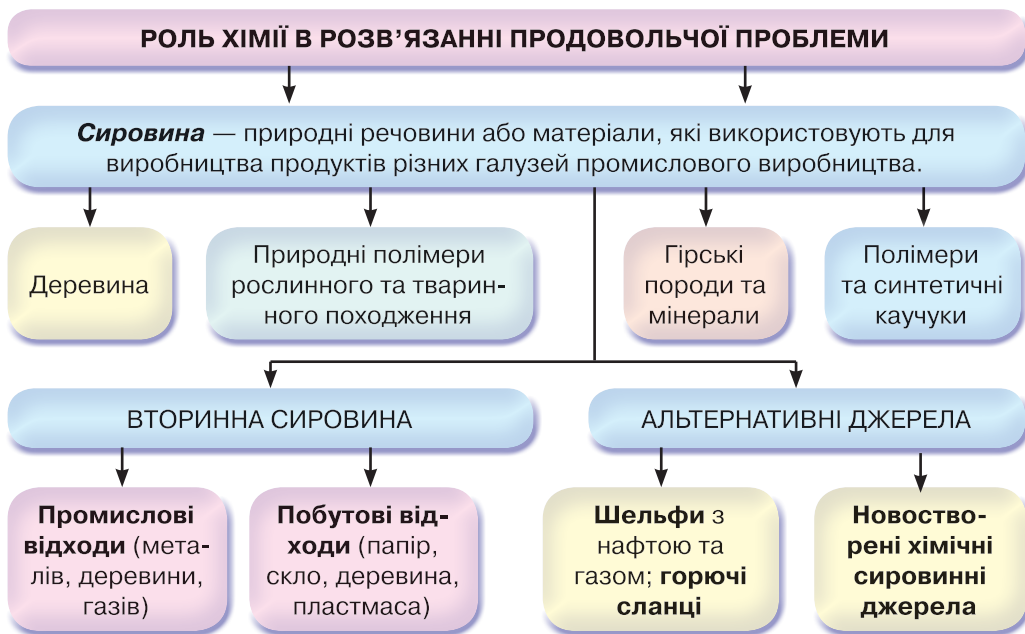 РОЛЬ ХІМІЇ В РОЗВ’ЯЗАННІ ПРОДОВОЛЬЧОЇ ПРОБЛЕМИ
Сировина — природні речовини або матеріали, які використовують для
виробництва продуктів різних галузей промислового виробництва.
Деревина
Природні полімери
рослинного та тварин-
ного походження
Гірські
породи та
мінерали
Полімери
та синтетичні
каучуки
ВТОРИННА СИРОВИНА
АЛЬТЕРНАТИВНІ ДЖЕРЕЛА
Промислові
відходи (мета-
лів, деревини,
газів)
Побутові від-
ходи (папір,
скло, деревина,
пластмаса)
Шельфи з
нафтою та
газом; горючі
сланці
Новоство-
рені хімічні
сировинні
джерела